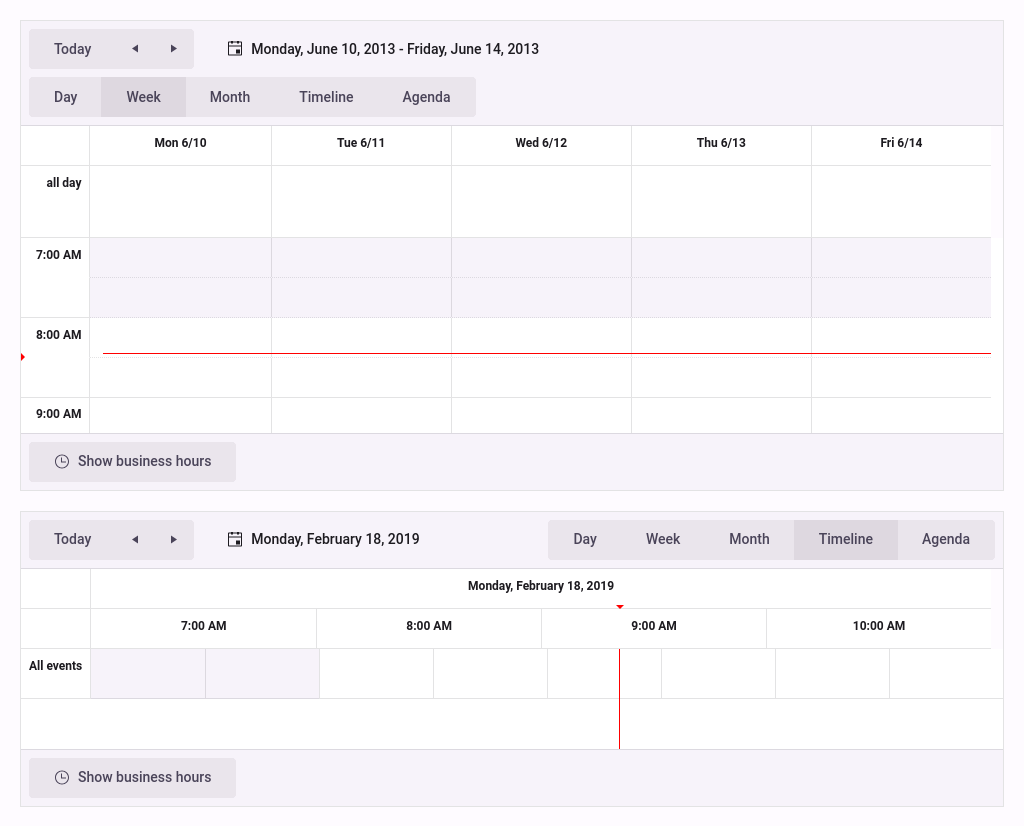 Today Monday, June 10, 2013 - Friday, June 14, 2013
Day Week Month Timeline Agenda
Mon 6/10 Tue 6/11 Wed 6/12 Thu 6/13 Fri 6/14
all day
7:00 AM
8:00 AM
9:00 AM
Show business hours
Today Monday, February 18, 2019 Day Week Month Timeline Agenda
Monday, February 18, 2019
7:00 AM 8:00 AM 9:00 AM 10:00 AM
All events
Show business hours